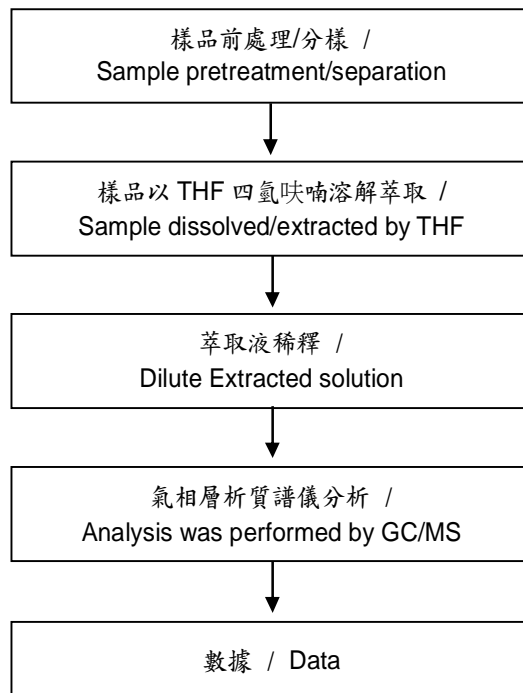 樣品前處理/分樣 /
Sample pretreatment/separation
樣品以 THF 四氫呋喃溶解萃取 /
Sample dissolved/extracted by THF
萃取液稀釋 /
Dilute Extracted solution
氣相層析質譜儀分析 /
Analysis was performed by GC/MS
數據 / Data